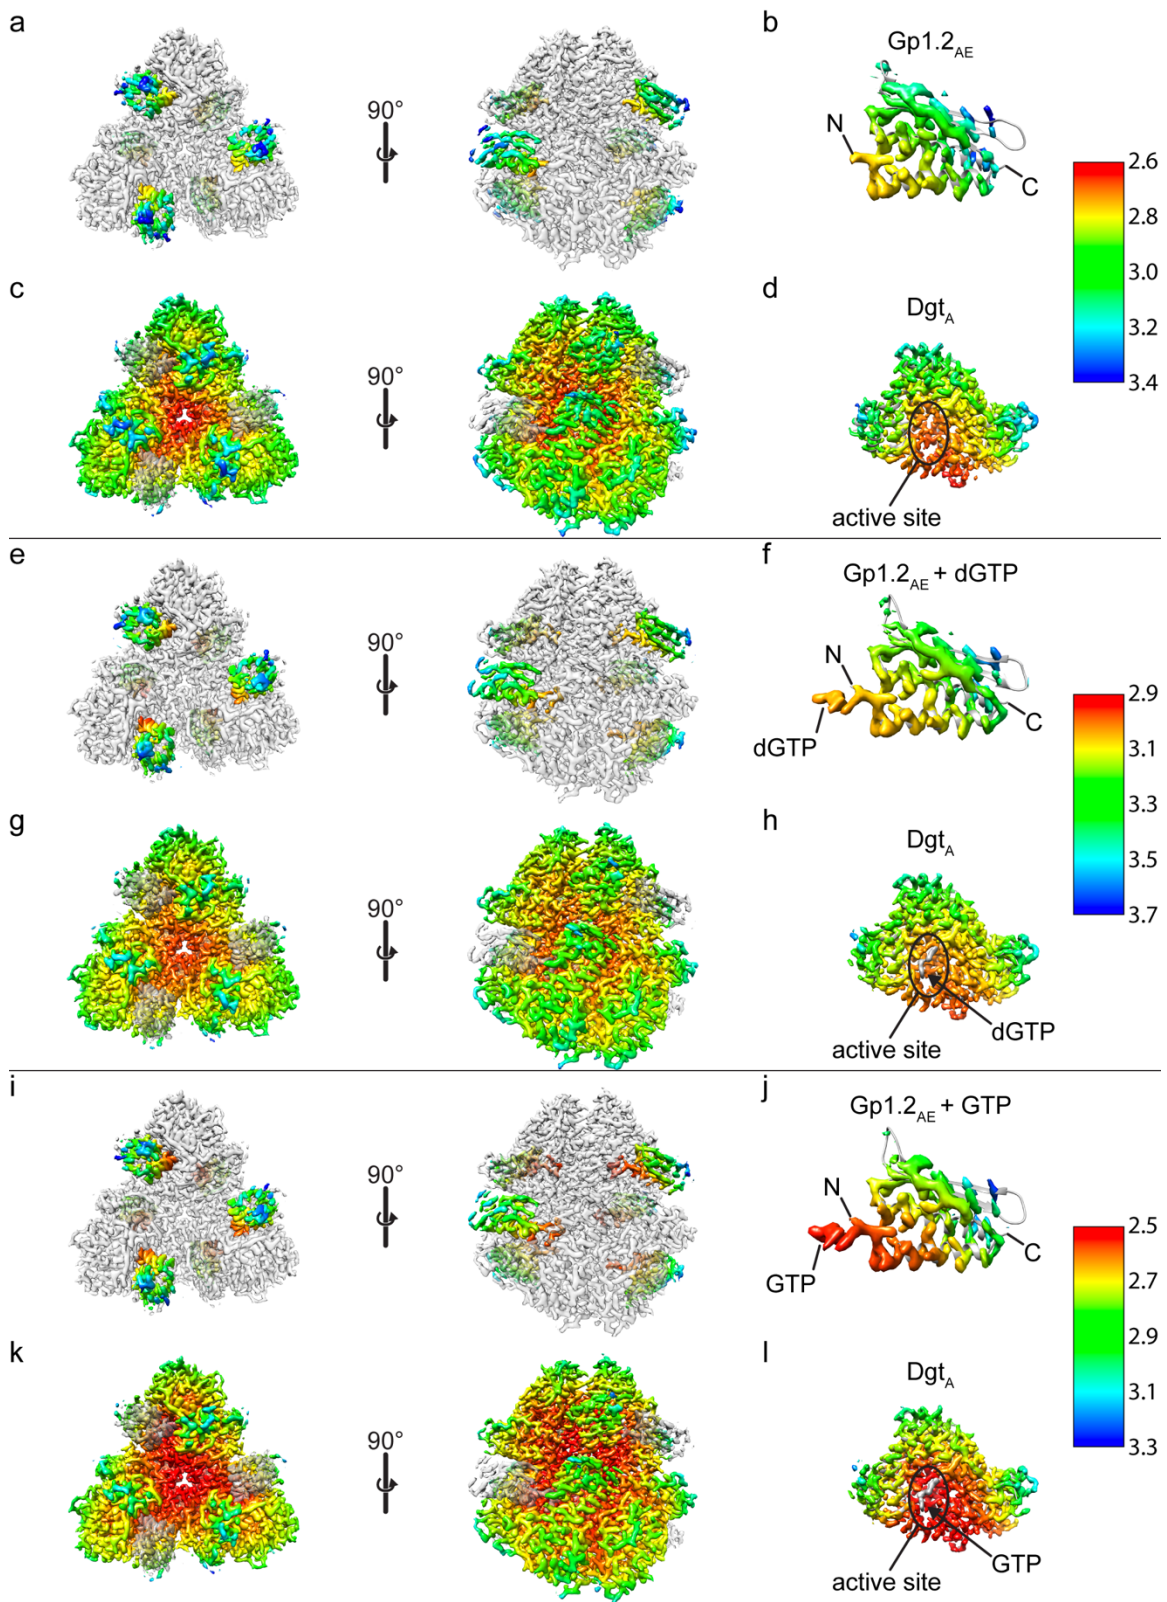 a
90°
b
Gp1.2AE
N
C
2.6
2.8
3.0
3.2
3.4
c
90°
d
DgtA
active site
e
90°
f
Gp1.2AE + dGTP
N
dGTP
C
2.9
3.1
3.3
3.5
3.7
g
90°
h
DgtA
dGTP
active site
i
90°
j
Gp1.2AE + GTP
N
GTP
C
2.5
2.7
2.9
3.1
3.3
k
90°
l
DgtA
GTP
active site